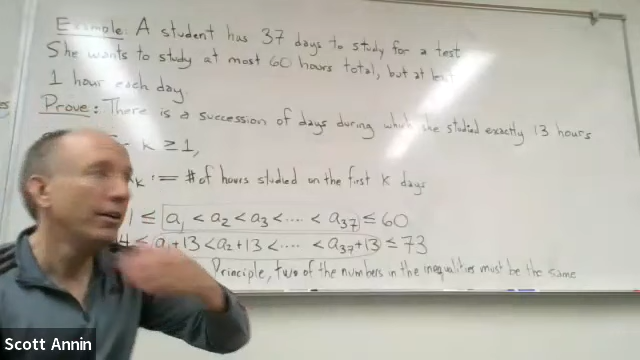 Example: A student has 37 days to study for a test.
She wants to study at most 60 hours total, but at
1 hour each day.
Prove: There is a succession of days during which she studied exactly 13 hours
k ≥ 1,
k := # of hours studied on the first k days
1 ≤ a₁ < a₂ < a₃ < ···· < a₃₇ ≤ 60
4 ≤ a₁+13 < a₂+13 < ···· < a₃₇+13 ≤ 73
Principle, two of the numbers in the inequalities must be the same
Scott Annin